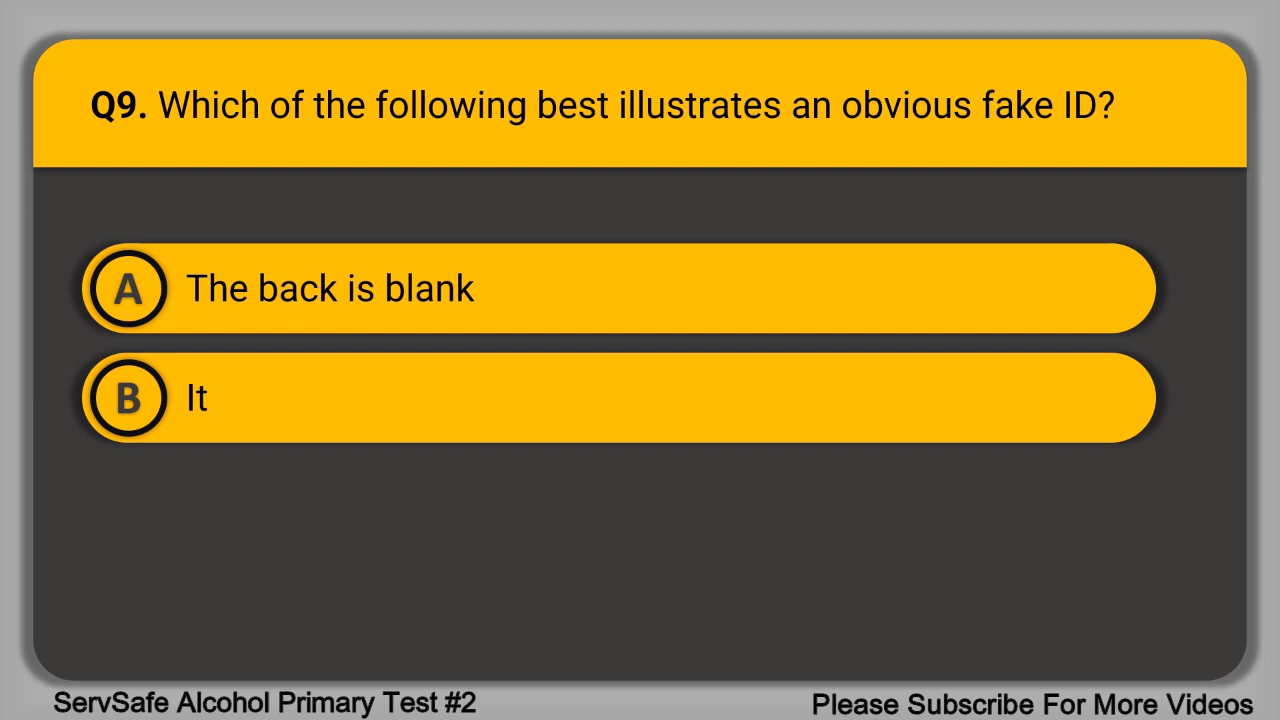 Q9. Which of the following best illustrates an obvious fake ID?
A The back is blank
B It
ServSafe Alcohol Primary Test #2
Please Subscribe For More Videos